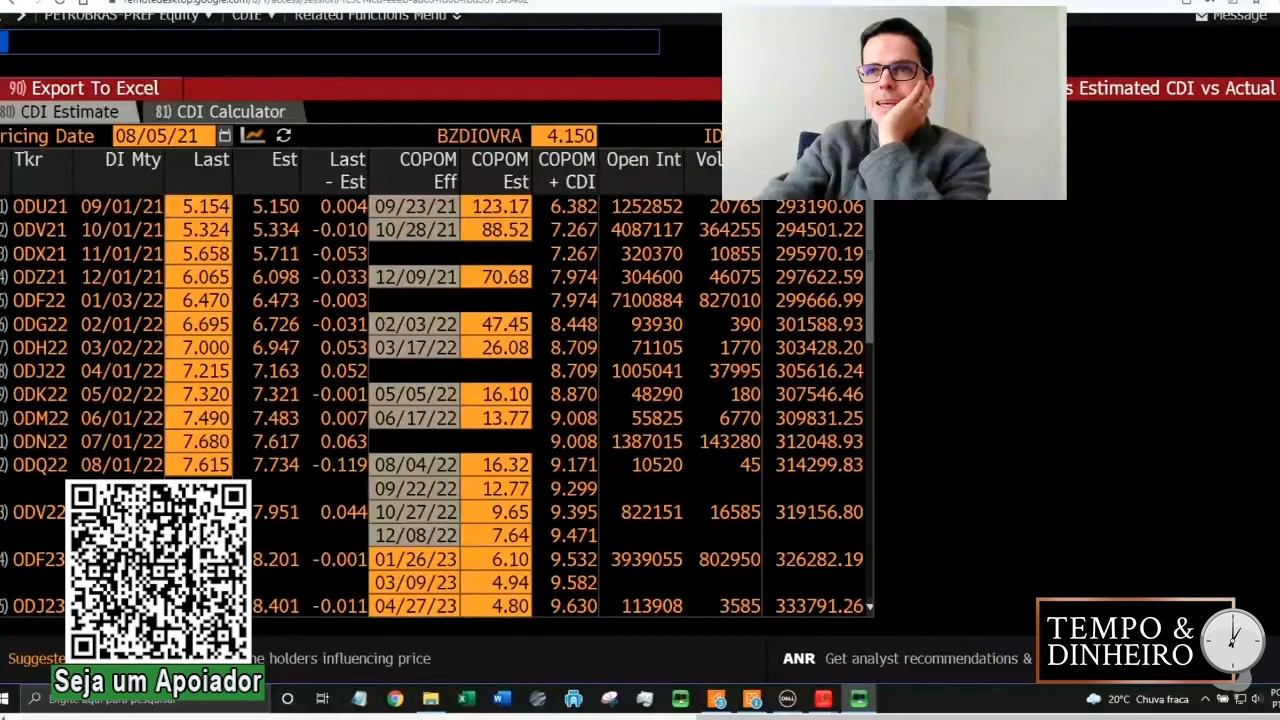 PETROBRAS-PREF Equity CDIE Related Functions Menu
Message
90) Export To Excel
s Estimated CDI vs Actual
80) CDI Estimate 81) CDI Calculator
ricing Date 08/05/21 BZDIOVRA 4.150 ID
Tkr DI Mty Last Est Last COPOM COPOM COPOM Open Int Vol
- Est Eff Est + CDI
ODU21 09/01/21 5.154 5.150 0.004 09/23/21 123.17 6.382 1252852 20765 293190.06
ODV21 10/01/21 5.324 5.334 -0.010 10/28/21 88.52 7.267 4087117 364255 294501.22
ODX21 11/01/21 5.658 5.711 -0.053 7.267 320370 10855 295970.19
ODZ21 12/01/21 6.065 6.098 -0.033 12/09/21 70.68 7.974 304600 46075 297622.59
ODF22 01/03/22 6.470 6.473 -0.003 7.974 7100884 827010 299666.99
ODG22 02/01/22 6.695 6.726 -0.031 02/03/22 47.45 8.448 93930 390 301588.93
ODH22 03/02/22 7.000 6.947 0.053 03/17/22 26.08 8.709 71105 1770 303428.20
ODJ22 04/01/22 7.215 7.163 0.052 8.709 1005041 37995 305616.24
ODK22 05/02/22 7.320 7.321 -0.001 05/05/22 16.10 8.870 48290 180 307546.46
ODM22 06/01/22 7.490 7.483 0.007 06/17/22 13.77 9.008 55825 6770 309831.25
ODN22 07/01/22 7.680 7.617 0.063 9.008 1387015 143280 312048.93
ODQ22 08/01/22 7.615 7.734 -0.119 08/04/22 16.32 9.171 10520 45 314299.83
09/22/22 12.77 9.299
ODV22 7.951 0.044 10/27/22 9.65 9.395 822151 16585 319156.80
12/08/22 7.64 9.471
ODF23 8.201 -0.001 01/26/23 6.10 9.532 3939055 802950 326282.19
03/09/23 4.94 9.582
ODJ23 8.401 -0.011 04/27/23 4.80 9.630 113908 3585 333791.26
Suggeste e holders influencing price ANR Get analyst recommendations &
Seja um Apoiador
TEMPO &
DINHEIRO
Digite aqui para pesquisar
20°C Chuva fraca